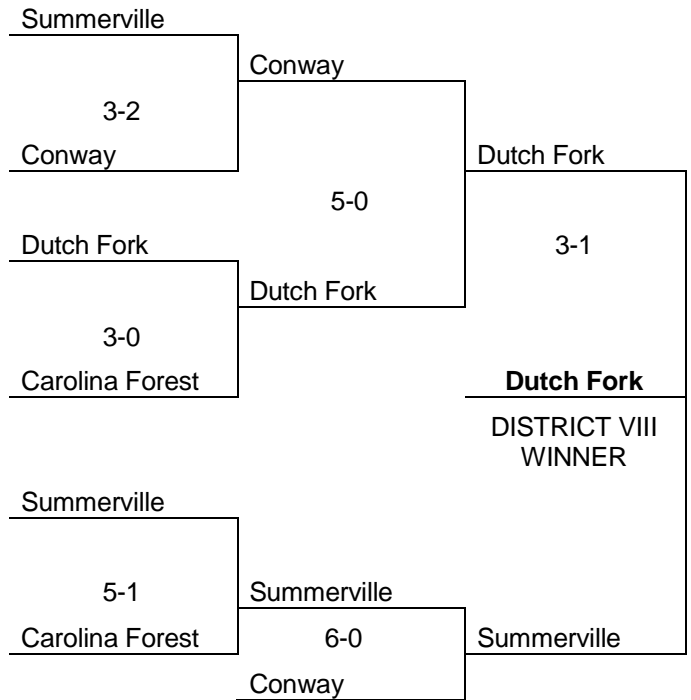 Summerville
Conway
3-2
Conway
Dutch Fork
5-0
Dutch Fork
3-1
Dutch Fork
3-0
Carolina Forest
Dutch Fork
DISTRICT VIII
WINNER
Summerville
5-1
Summerville
Carolina Forest
6-0
Summerville
Conway